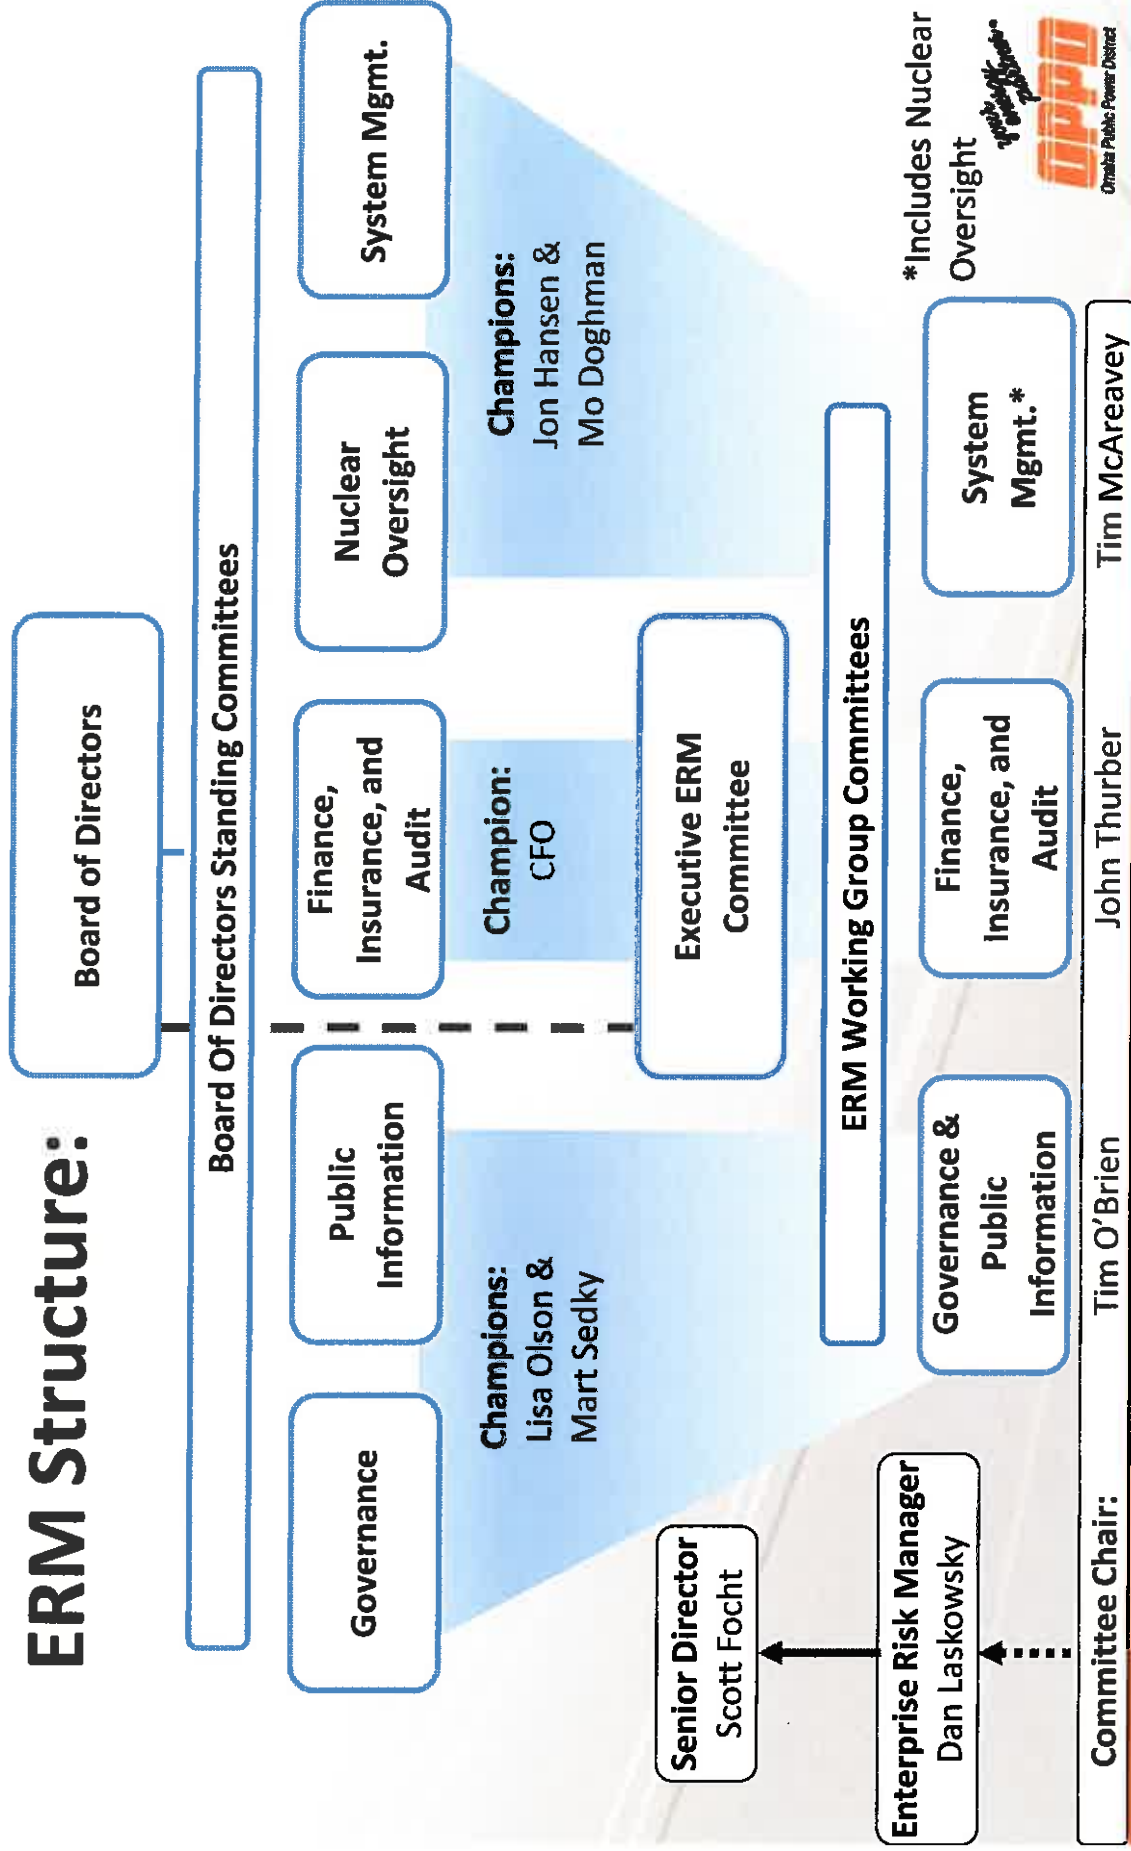 ERM Structure:
Board of Directors
Board Of Directors Standing Committees
Governance
Public
Information
Finance,
Insurance, and
Audit
Nuclear
Oversight
System Mgmt.
Champions:
Lisa Olson &
Mart Sedky
Champion:
CFO
Champions:
Jon Hansen &
Mo Doghman
Executive ERM
Committee
Senior Director
Scott Focht
ERM Working Group Committees
Enterprise Risk Manager
Dan Laskowsky
Governance &
Public
Information
Finance,
Insurance, and
Audit
System
Mgmt.*
*Includes Nuclear
Oversight
Committee Chair:
Tim O'Brien
John Thurber
Tim McAreavey
your
energy
partner®
OPPD
Omaha Public Power District